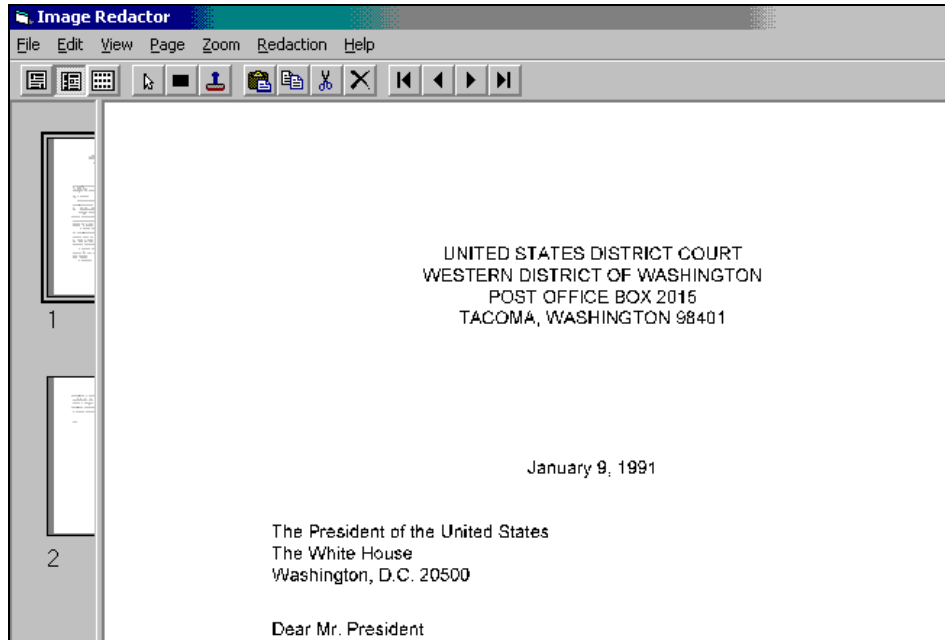 Image Redactor
File Edit View Page Zoom Redaction Help
1
2
UNITED STATES DISTRICT COURT
WESTERN DISTRICT OF WASHINGTON
POST OFFICE BOX 2015
TACOMA, WASHINGTON 98401
January 9, 1991
The President of the United States
The White House
Washington, D.C. 20500
Dear Mr. President